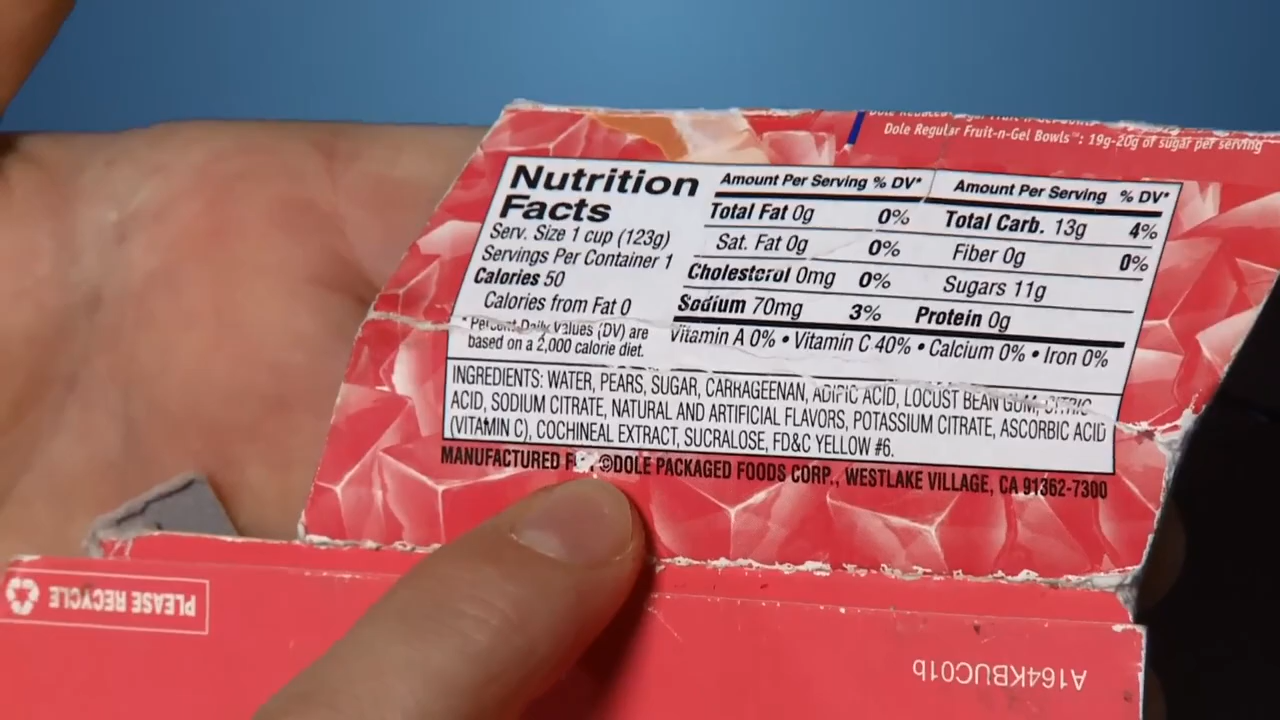 Dole Regular Fruit-n-Gel Bowls™: 19g-20g of sugar per serving
Nutrition
Facts
Serv. Size 1 cup (123g)
Servings Per Container 1
Calories 50
Calories from Fat 0
* Percent Daily Values (DV) are
based on a 2,000 calorie diet.
Amount Per Serving % DV*
Total Fat 0g 0%
Sat. Fat 0g 0%
Cholesterol 0mg 0%
Sodium 70mg 3%
Amount Per Serving % DV*
Total Carb. 13g 4%
Fiber 0g 0%
Sugars 11g
Protein 0g
Vitamin A 0% • Vitamin C 40% • Calcium 0% • Iron 0%
INGREDIENTS: WATER, PEARS, SUGAR, CARRAGEENAN, ADIPIC ACID, LOCUST BEAN GUM, CITRIC
ACID, SODIUM CITRATE, NATURAL AND ARTIFICIAL FLAVORS, POTASSIUM CITRATE, ASCORBIC ACID
(VITAMIN C), COCHINEAL EXTRACT, SUCRALOSE, FD&C YELLOW #6.
MANUFACTURED ©DOLE PACKAGED FOODS CORP., WESTLAKE VILLAGE, CA 91362-7300
PLEASE RECYCLE
A164KBUC01b